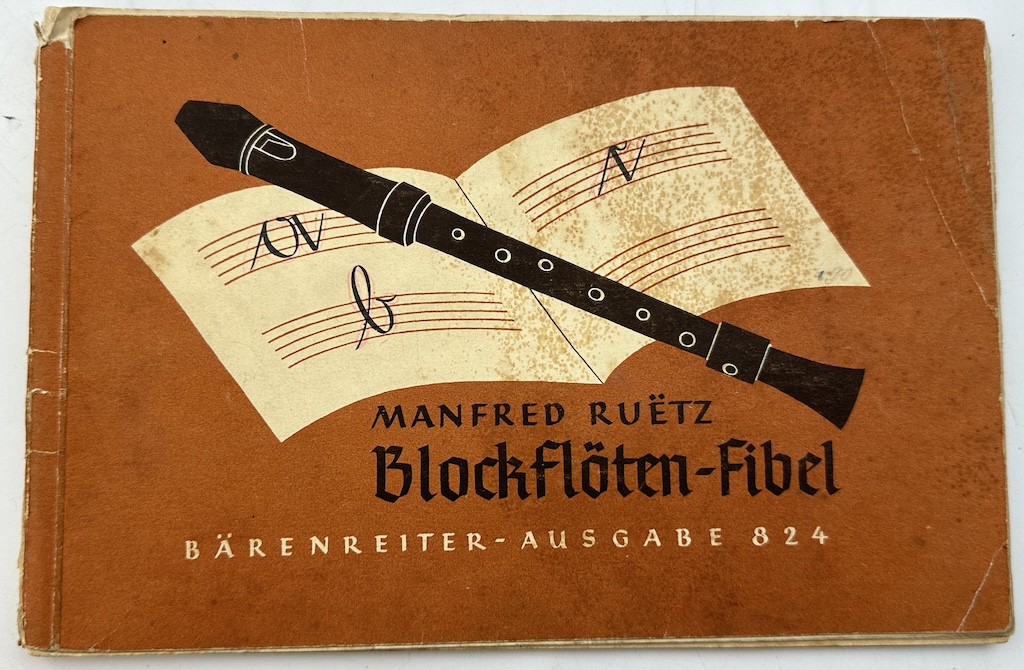 MANFRED RUËTZ
Blockflöten-Fibel
BÄRENREITER-AUSGABE 824